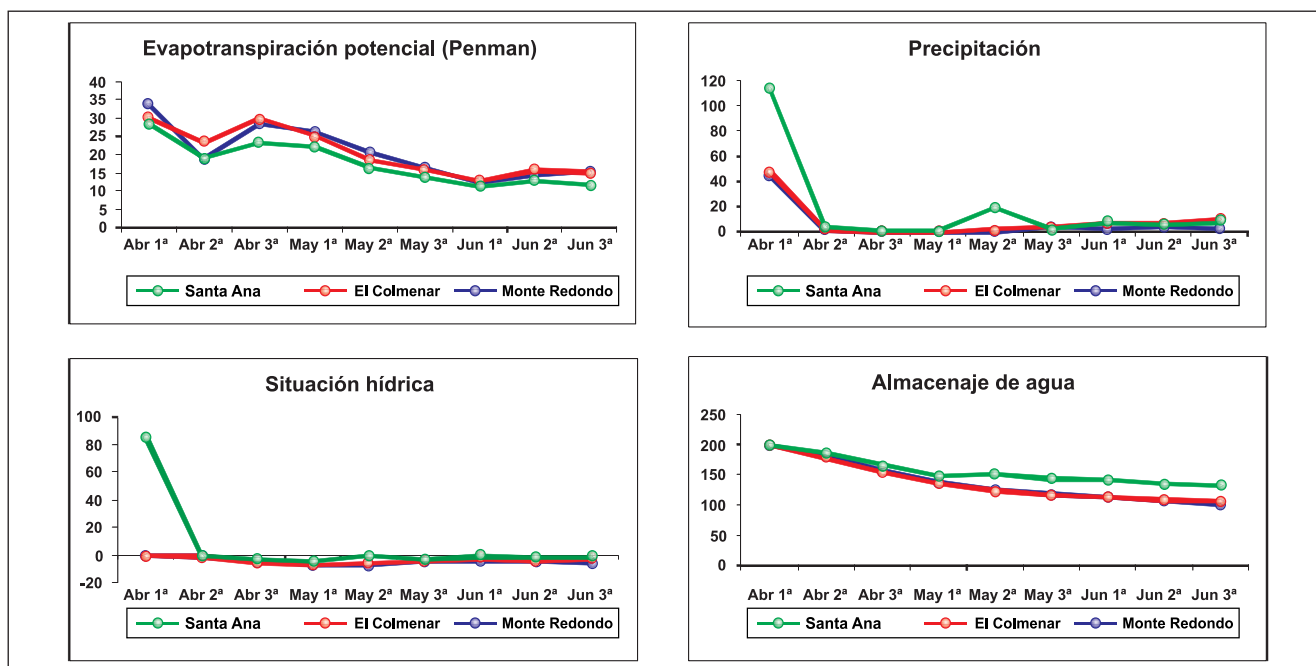 Evapotranspiración potencial (Penman)
40
35
30
25
20
15
10
5
0
Abr 1ª Abr 2ª Abr 3ª May 1ª May 2ª May 3ª Jun 1ª Jun 2ª Jun 3ª
Santa Ana El Colmenar Monte Redondo
Precipitación
120
100
80
60
40
20
0
Abr 1ª Abr 2ª Abr 3ª May 1ª May 2ª May 3ª Jun 1ª Jun 2ª Jun 3ª
Santa Ana El Colmenar Monte Redondo
Situación hídrica
100
80
60
40
20
0
-20
Abr 1ª Abr 2ª Abr 3ª May 1ª May 2ª May 3ª Jun 1ª Jun 2ª Jun 3ª
Santa Ana El Colmenar Monte Redondo
Almacenaje de agua
250
200
150
100
50
0
Abr 1ª Abr 2ª Abr 3ª May 1ª May 2ª May 3ª Jun 1ª Jun 2ª Jun 3ª
Santa Ana El Colmenar Monte Redondo